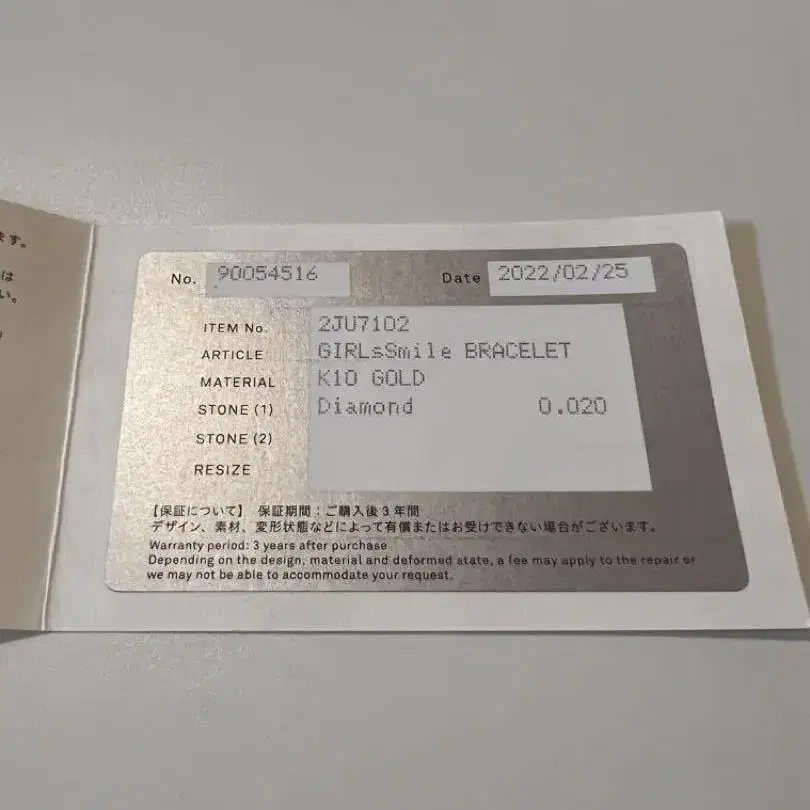 ます。
は
い。
No. 90054516 Date 2022/02/25
ITEM No. 2JU7102
ARTICLE GIRLsSmile BRACELET
MATERIAL K10 GOLD
STONE (1) Diamond 0.020
STONE (2)
RESIZE
【保証について】 保証期間：ご購入後3年間
デザイン、素材、変形状態などによって有償またはお受けできない場合がございます。
Warranty period: 3 years after purchase
Depending on the design, material and deformed state, a fee may apply to the repair or
we may not be able to accommodate your request.